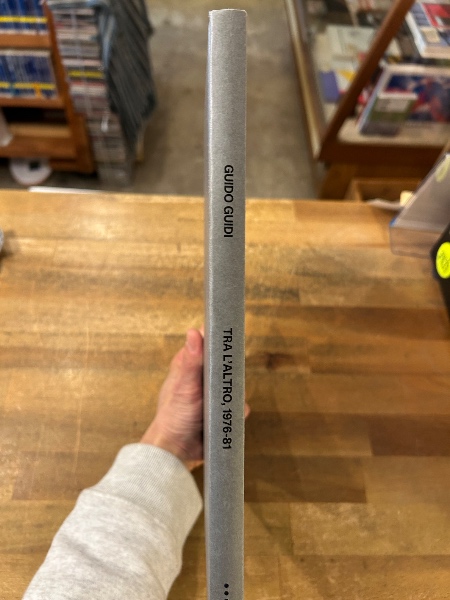 GUIDO GUIDI
TRA L'ALTRO, 1976-81